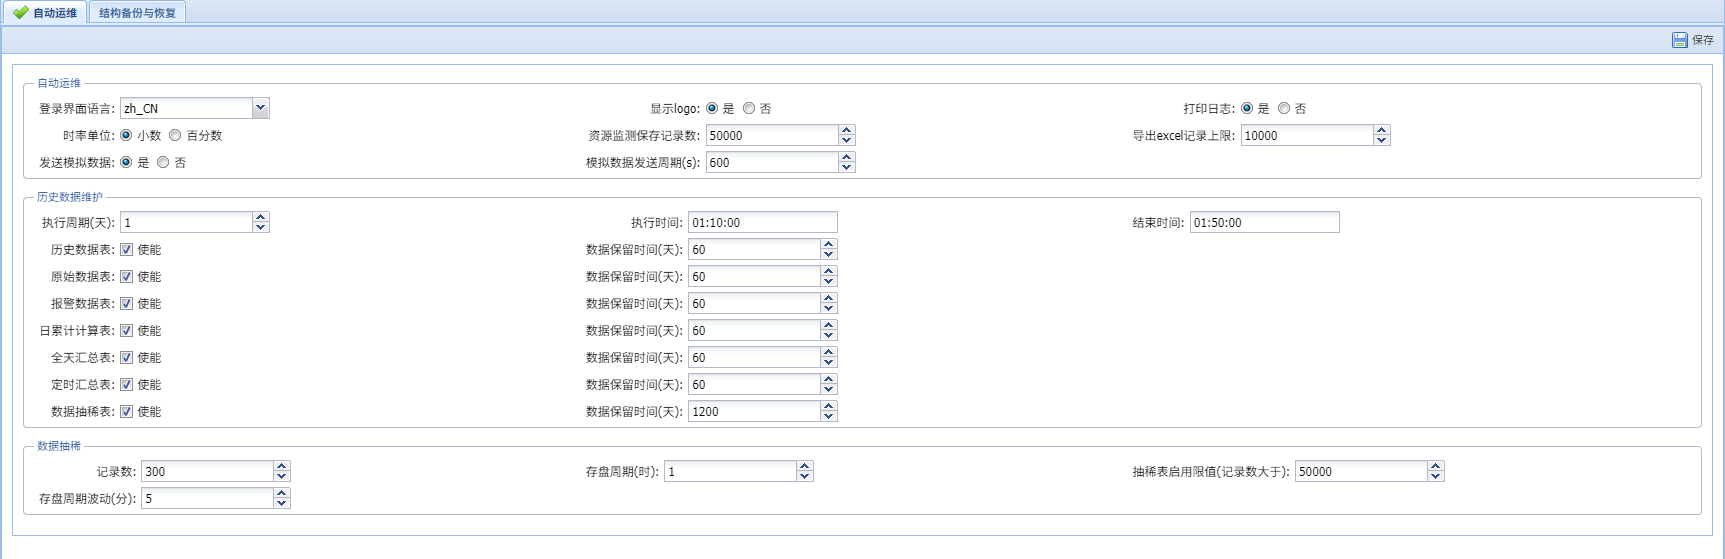 自动运维 结构备份与恢复
保存
自动运维
登录界面语言: zh_CN 显示logo: 是 否 打印日志: 是 否
时率单位: 小数 百分数 资源监测保存记录数: 50000 导出excel记录上限: 10000
发送模拟数据: 是 否 模拟数据发送周期(s): 600
历史数据维护
执行周期(天): 1 执行时间: 01:10:00 结束时间: 01:50:00
历史数据表: 使能 数据保留时间(天): 60
原始数据表: 使能 数据保留时间(天): 60
报警数据表: 使能 数据保留时间(天): 60
日累计计算表: 使能 数据保留时间(天): 60
全天汇总表: 使能 数据保留时间(天): 60
定时汇总表: 使能 数据保留时间(天): 60
数据抽稀表: 使能 数据保留时间(天): 1200
数据抽稀
记录数: 300 存盘周期(时): 1 抽稀表启用限值(记录数大于): 50000
存盘周期波动(分): 5